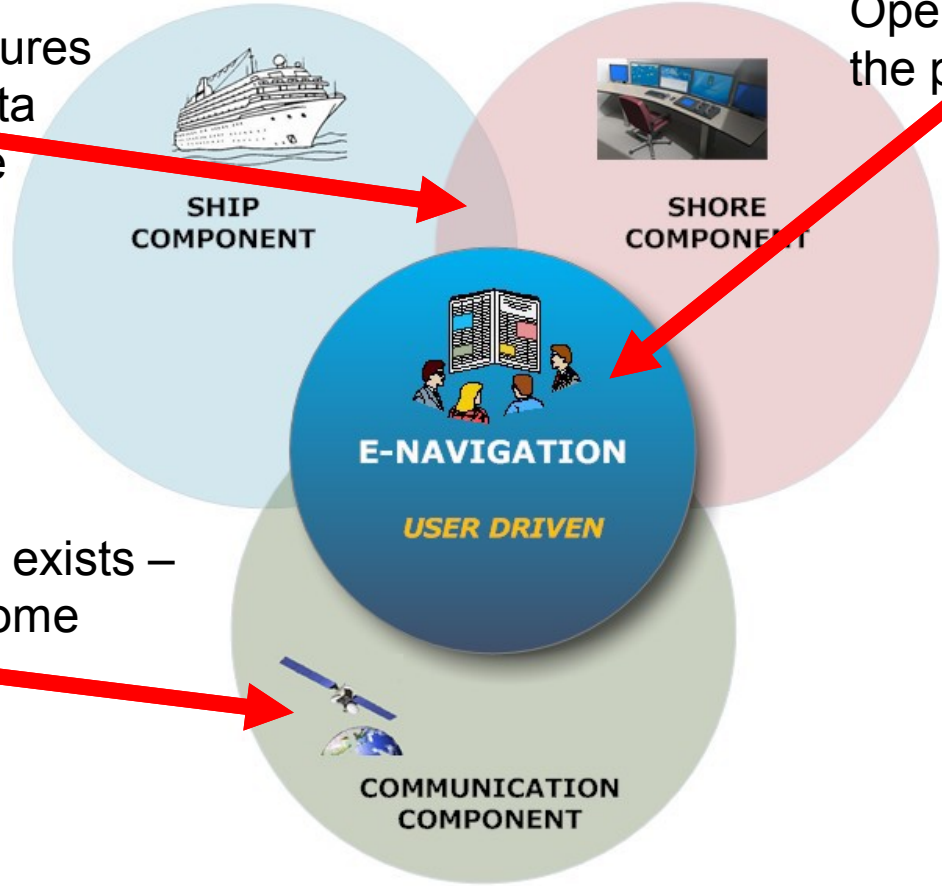 Ope
the p
ures
ta
e
SHIP
COMPONENT
SHORE
COMPONENT
E-NAVIGATION
USER DRIVEN
exists –
ome
COMMUNICATION
COMPONENT